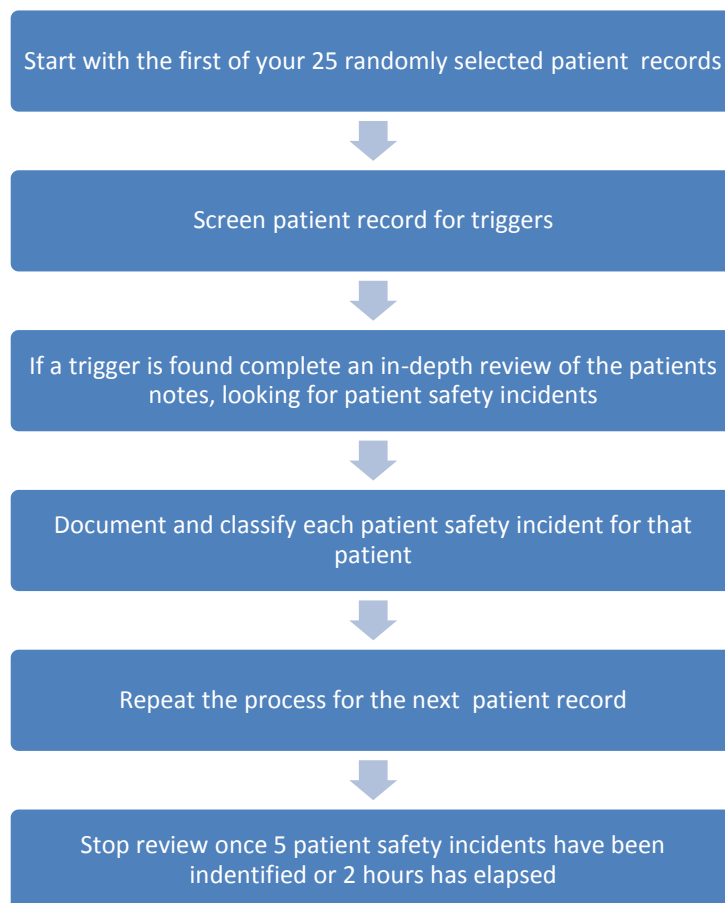 Start with the first of your 25 randomly selected patient  records
Screen patient record for triggers
If a trigger is found complete an in-depth review of the patients
notes, looking for patient safety incidents
Document and classify each patient safety incident for that
patient
Repeat the process for the next  patient record
Stop review once 5 patient safety incidents have been
indentified or 2 hours has elapsed